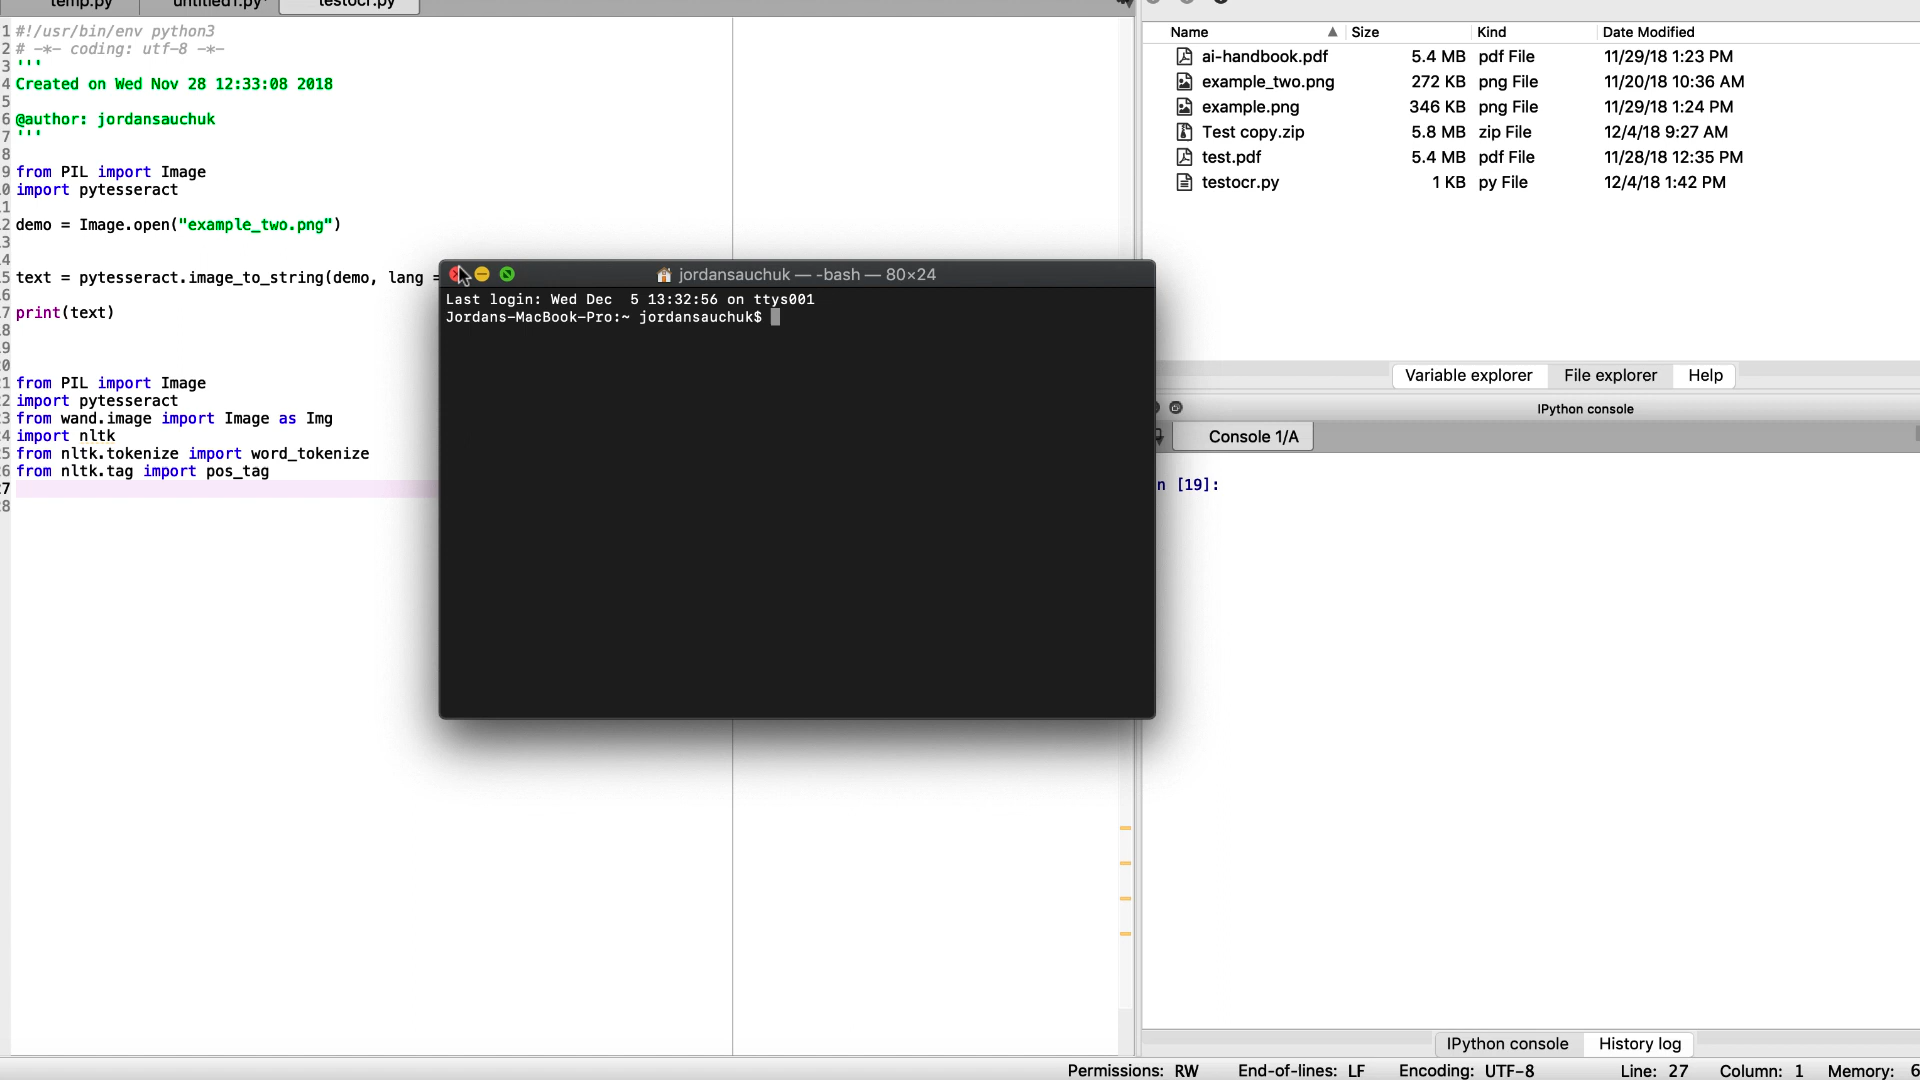 temp.py
untitled1.py*
testocr.py
1 #!/usr/bin/env python3
2 # -*- coding: utf-8 -*-
3 '''
4 Created on Wed Nov 28 12:33:08 2018
5
6 @author: jordansauchuk
7 '''
8
9 from PIL import Image
0 import pytesseract
1
2 demo = Image.open("example_two.png")
3
4
5 text = pytesseract.image_to_string(demo, lang =
6
7 print(text)
8
9
0
1 from PIL import Image
2 import pytesseract
3 from wand.image import Image as Img
4 import nltk
5 from nltk.tokenize import word_tokenize
6 from nltk.tag import pos_tag
7
8
jordansauchuk — -bash — 80×24
Last login: Wed Dec  5 13:32:56 on ttys001
Jordans-MacBook-Pro:~ jordansauchuk$
Name Size Kind Date Modified
ai-handbook.pdf 5.4 MB pdf File 11/29/18 1:23 PM
example_two.png 272 KB png File 11/20/18 10:36 AM
example.png 346 KB png File 11/29/18 1:24 PM
Test copy.zip 5.8 MB zip File 12/4/18 9:27 AM
test.pdf 5.4 MB pdf File 11/28/18 12:35 PM
testocr.py 1 KB py File 12/4/18 1:42 PM
Variable explorer File explorer Help
IPython console
Console 1/A
n [19]:
IPython console History log
Permissions: RW End-of-lines: LF Encoding: UTF-8 Line: 27 Column: 1 Memory: 6